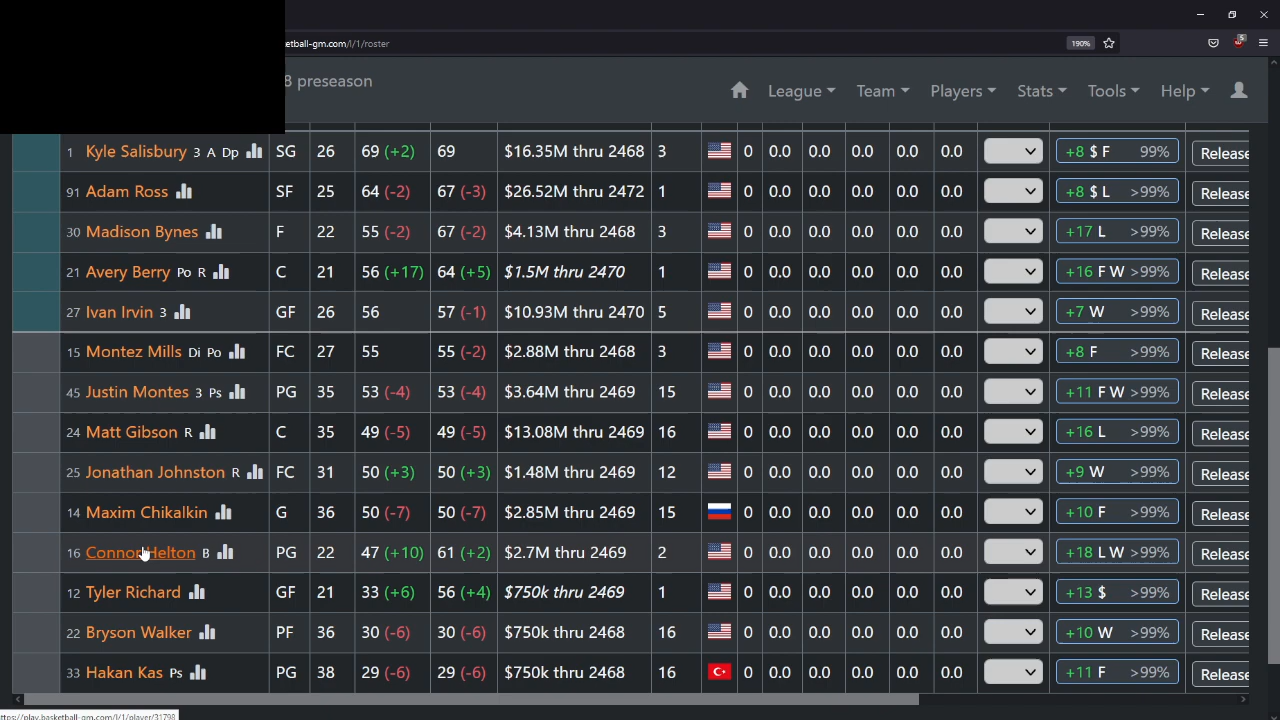 etball-gm.com/l/1/roster 190% 5
8 preseason League Team Players Stats Tools Help
1 Kyle Salisbury 3 A Dp SG 26 69 (+2) 69 $16.35M thru 2468 3 0 0.0 0.0 0.0 0.0 0.0 +8 $ F 99% Release
91 Adam Ross SF 25 64 (-2) 67 (-3) $26.52M thru 2472 1 0 0.0 0.0 0.0 0.0 0.0 +8 $ L >99% Release
30 Madison Bynes F 22 55 (-2) 67 (-2) $4.13M thru 2468 3 0 0.0 0.0 0.0 0.0 0.0 +17 L >99% Release
21 Avery Berry Po R C 21 56 (+17) 64 (+5) $1.5M thru 2470 1 0 0.0 0.0 0.0 0.0 0.0 +16 F W >99% Release
27 Ivan Irvin 3 GF 26 56 57 (-1) $10.93M thru 2470 5 0 0.0 0.0 0.0 0.0 0.0 +7 W >99% Release
15 Montez Mills Di Po FC 27 55 55 (-2) $2.88M thru 2468 3 0 0.0 0.0 0.0 0.0 0.0 +8 F >99% Release
45 Justin Montes 3 Ps PG 35 53 (-4) 53 (-4) $3.64M thru 2469 15 0 0.0 0.0 0.0 0.0 0.0 +11 F W >99% Release
24 Matt Gibson R C 35 49 (-5) 49 (-5) $13.08M thru 2469 16 0 0.0 0.0 0.0 0.0 0.0 +16 L >99% Release
25 Jonathan Johnston R FC 31 50 (+3) 50 (+3) $1.48M thru 2469 12 0 0.0 0.0 0.0 0.0 0.0 +9 W >99% Release
14 Maxim Chikalkin G 36 50 (-7) 50 (-7) $2.85M thru 2469 15 0 0.0 0.0 0.0 0.0 0.0 +10 F >99% Release
16 Connor Helton B PG 22 47 (+10) 61 (+2) $2.7M thru 2469 2 0 0.0 0.0 0.0 0.0 0.0 +18 L W >99% Release
12 Tyler Richard GF 21 33 (+6) 56 (+4) $750k thru 2469 1 0 0.0 0.0 0.0 0.0 0.0 +13 $ >99% Release
22 Bryson Walker PF 36 30 (-6) 30 (-6) $750k thru 2468 16 0 0.0 0.0 0.0 0.0 0.0 +10 W >99% Release
33 Hakan Kas Ps PG 38 29 (-6) 29 (-6) $750k thru 2468 16 0 0.0 0.0 0.0 0.0 0.0 +11 F >99% Release
ttps://play.basketball-gm.com/l/1/player/31798